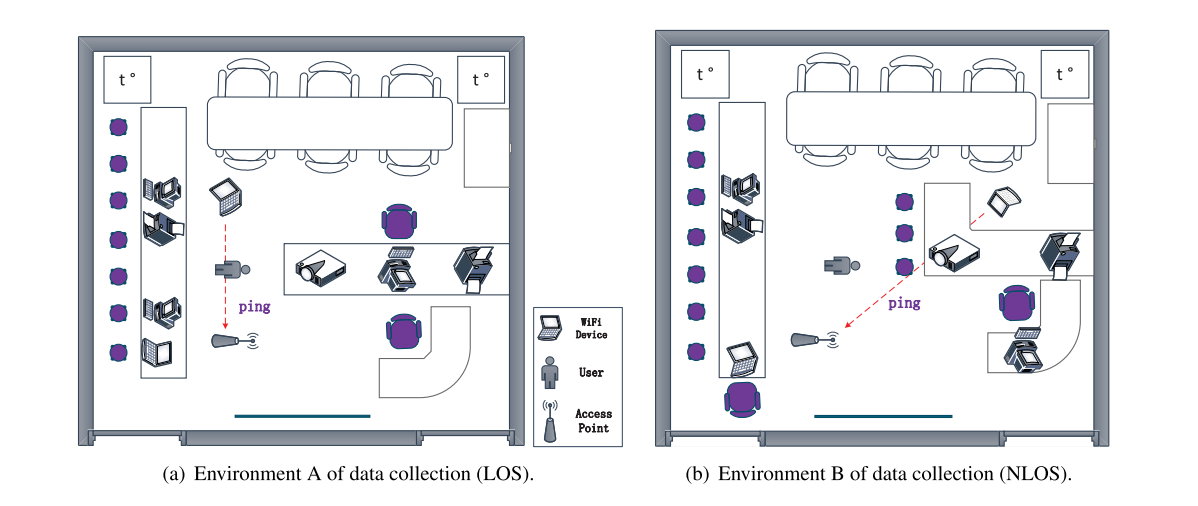 t °
t °
ping
WiFi
Device
User
Access
Point
(a) Environment A of data collection (LOS).
t °
t °
ping
(b) Environment B of data collection (NLOS).